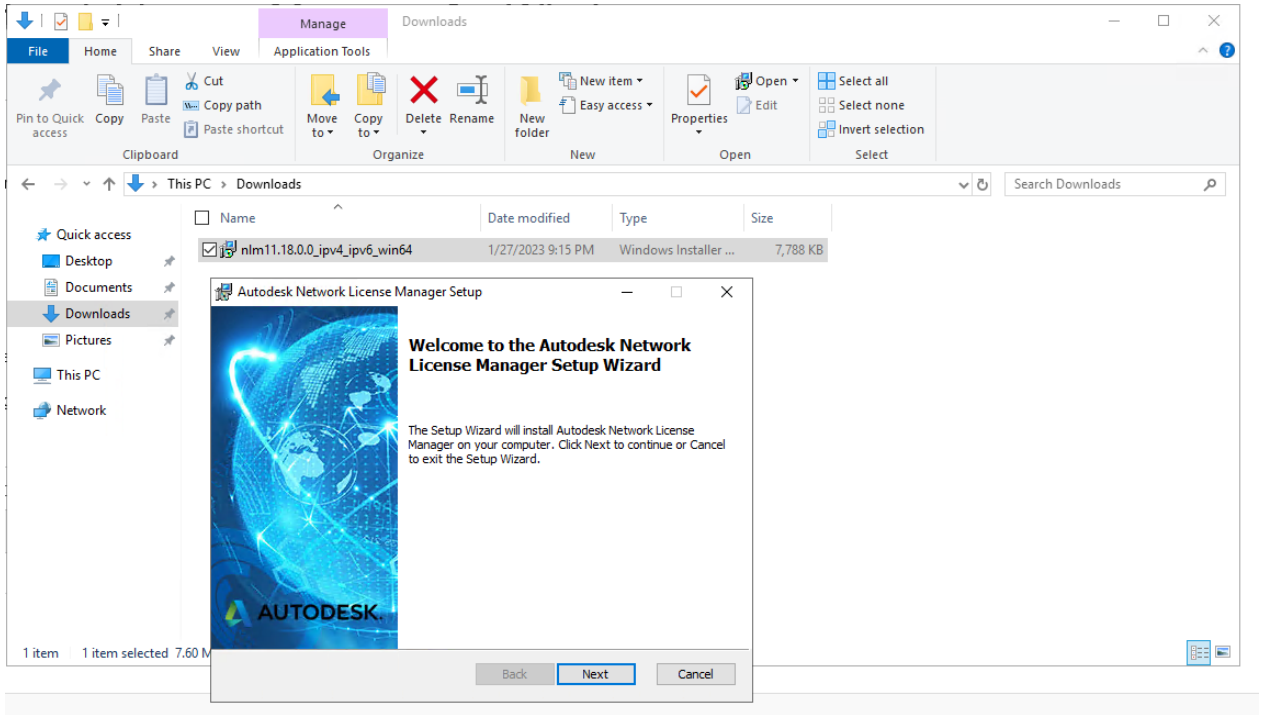 Manage
Downloads
File
Home
Share
View
Application Tools
Pin to Quick
access
Copy
Paste
Cut
Copy path
Paste shortcut
Clipboard
Move
to
Copy
to
Delete
Rename
Organize
New
folder
New item
Easy access
New
Properties
Open
Edit
Open
Select all
Select none
Invert selection
Select
This PC > Downloads
Search Downloads
Quick access
Desktop
Documents
Downloads
Pictures
This PC
Network
Name
Date modified
Type
Size
nlm11.18.0.0_ipv4_ipv6_win64
1/27/2023 9:15 PM
Windows Installer ...
7,788 KB
Autodesk Network License Manager Setup
Welcome to the Autodesk Network
License Manager Setup Wizard
The Setup Wizard will install Autodesk Network License
Manager on your computer. Click Next to continue or Cancel
to exit the Setup Wizard.
AUTODESK.
Back
Next
Cancel
1 item
1 item selected
7.60 M